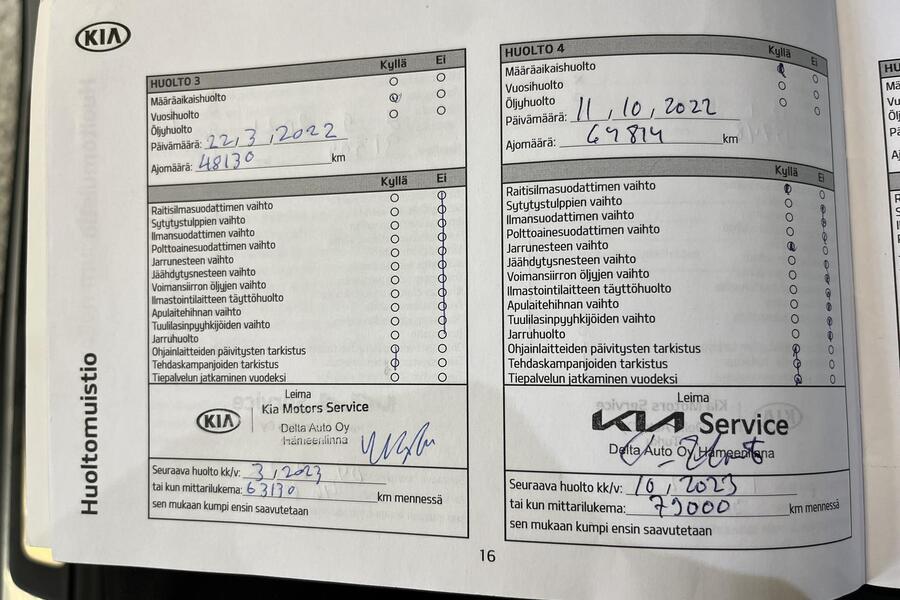 KIA
Huoltomuistio
HUOLTO 3
Kyllä Ei
Määräaikaishuolto
Vuosihuolto
Öljyhuolto
Päivämäärä: 22, 3, 2022
Ajomäärä: 48130 km
Kyllä Ei
Raitisilmasuodattimen vaihto
Sytytystulppien vaihto
Ilmansuodattimen vaihto
Polttoainesuodattimen vaihto
Jarrunesteen vaihto
Jäähdytysnesteen vaihto
Voimansiirron öljyjen vaihto
Ilmastointilaitteen täyttöhuolto
Apulaitehihnan vaihto
Tuulilasinpyyhkijöiden vaihto
Jarruhuolto
Ohjainlaitteiden päivitysten tarkistus
Tehdaskampanjoiden tarkistus
Tiepalvelun jatkaminen vuodeksi
Leima
KIA Kia Motors Service
Delta Auto Oy
Hämeenlinna
Seuraava huolto kk/v: 3, 2023
tai kun mittarilukema: 63130 km mennessä
sen mukaan kumpi ensin saavutetaan
HUOLTO 4
Kyllä Ei
Määräaikaishuolto
Vuosihuolto
Öljyhuolto
Päivämäärä: 11, 10, 2022
Ajomäärä: 64814 km
Kyllä Ei
Raitisilmasuodattimen vaihto
Sytytystulppien vaihto
Ilmansuodattimen vaihto
Polttoainesuodattimen vaihto
Jarrunesteen vaihto
Jäähdytysnesteen vaihto
Voimansiirron öljyjen vaihto
Ilmastointilaitteen täyttöhuolto
Apulaitehihnan vaihto
Tuulilasinpyyhkijöiden vaihto
Jarruhuolto
Ohjainlaitteiden päivitysten tarkistus
Tehdaskampanjoiden tarkistus
Tiepalvelun jatkaminen vuodeksi
Leima
KIA Service
Delta Auto Oy Hämeenlinna
Seuraava huolto kk/v: 10, 2023
tai kun mittarilukema: 79000 km mennessä
sen mukaan kumpi ensin saavutetaan
16